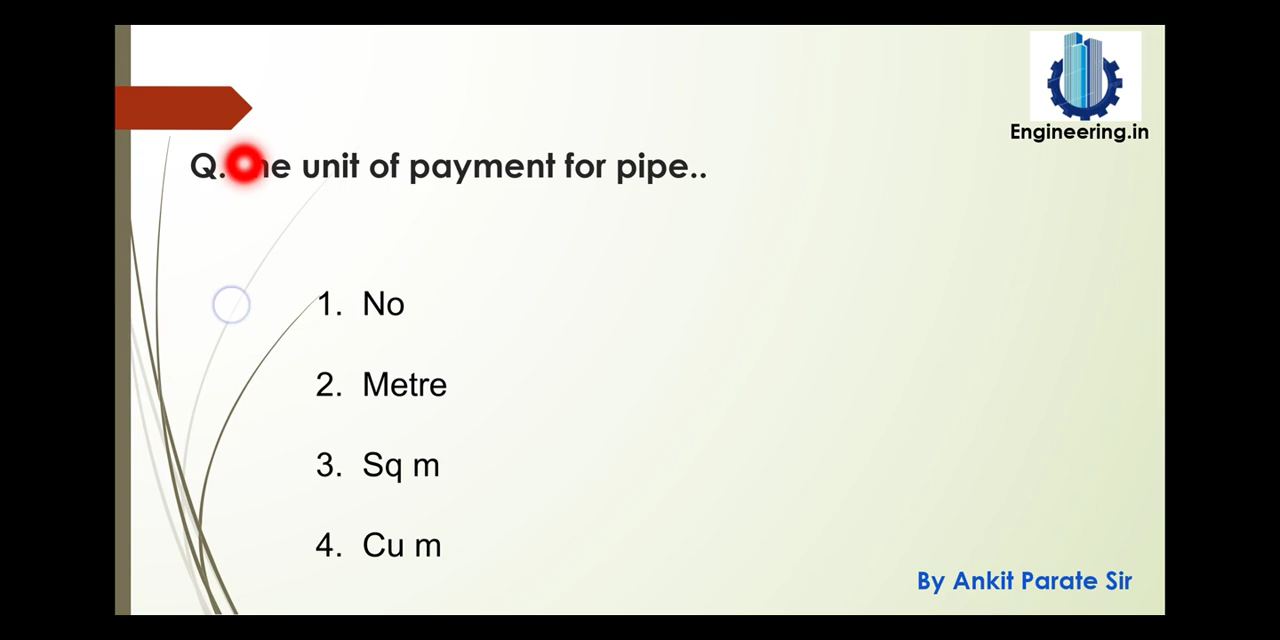 Engineering.in
Q. unit of payment for pipe..
1. No
2. Metre
3. Sq m
4. Cu m
By Ankit Parate Sir